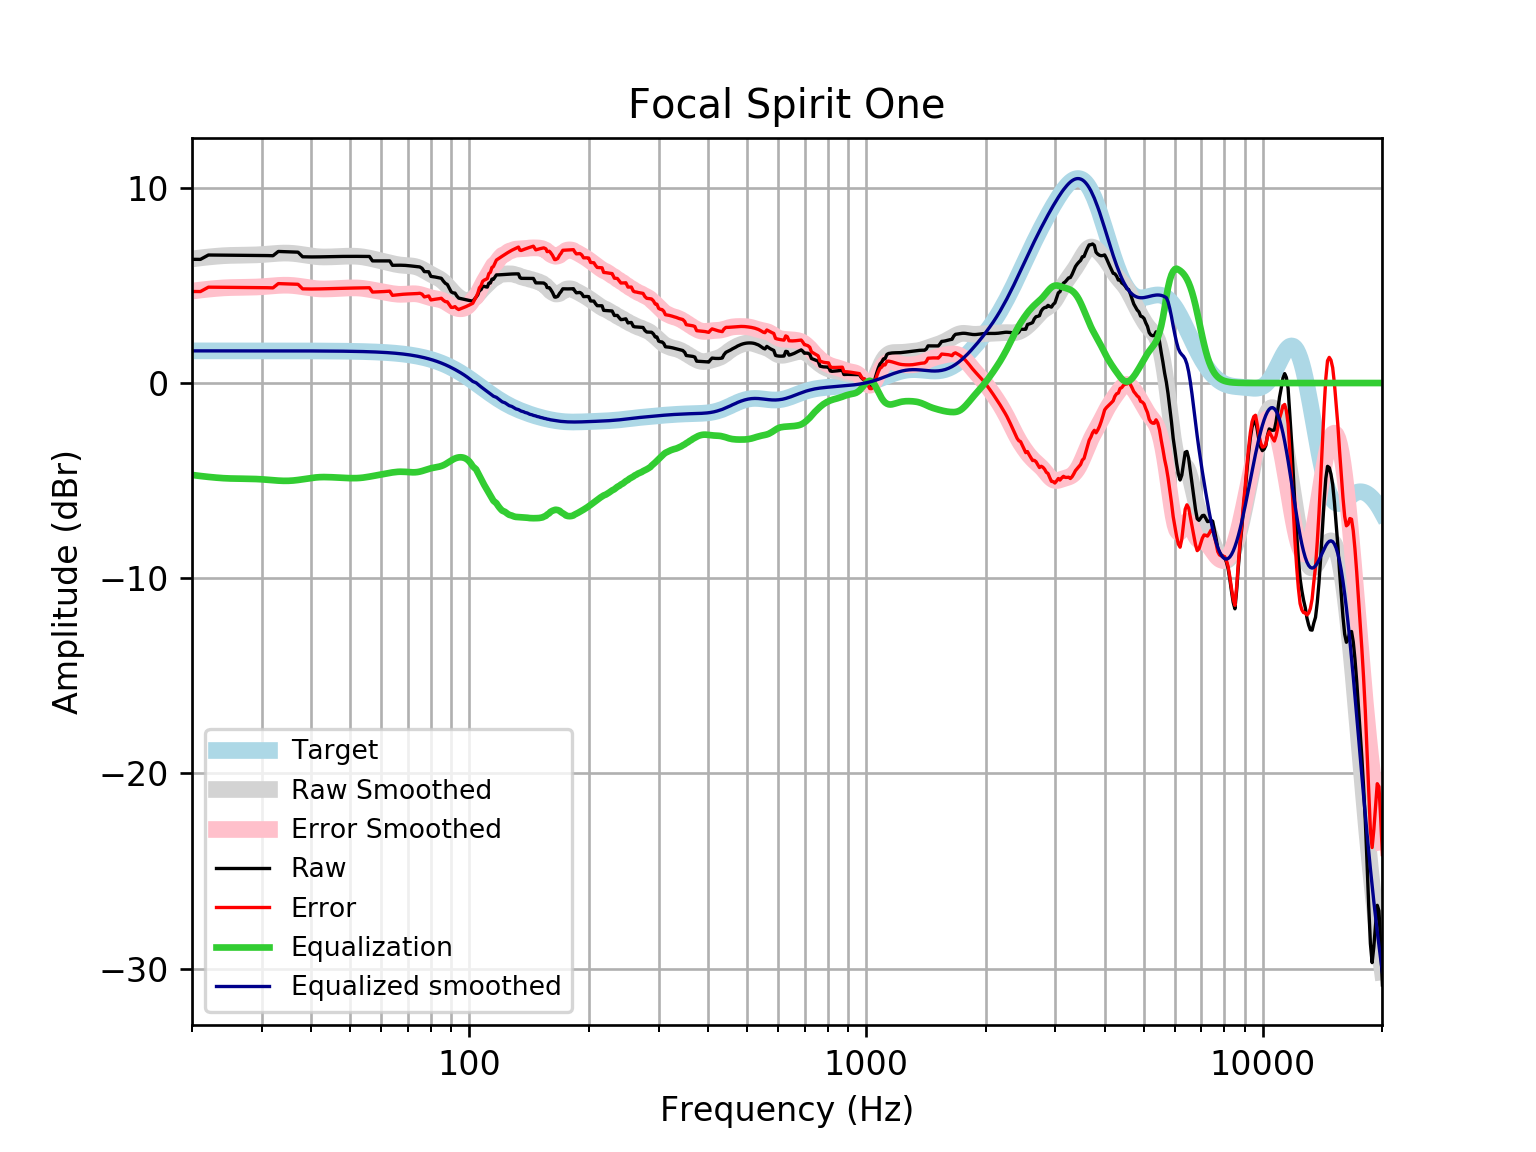 Focal Spirit One
10
0
−10
−20
−30
Amplitude (dBr)
Target
Raw Smoothed
Error Smoothed
Raw
Error
Equalization
Equalized smoothed
100 1000 10000
Frequency (Hz)